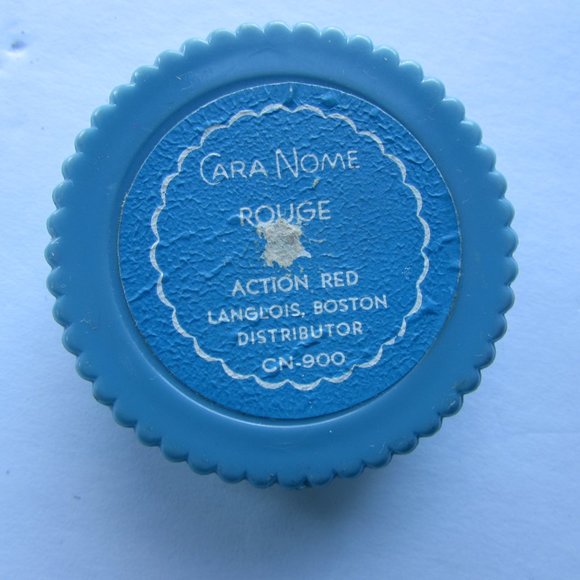 CARA NOME
ROUGE
ACTION RED
LANGLOIS, BOSTON
DISTRIBUTOR
CN-900